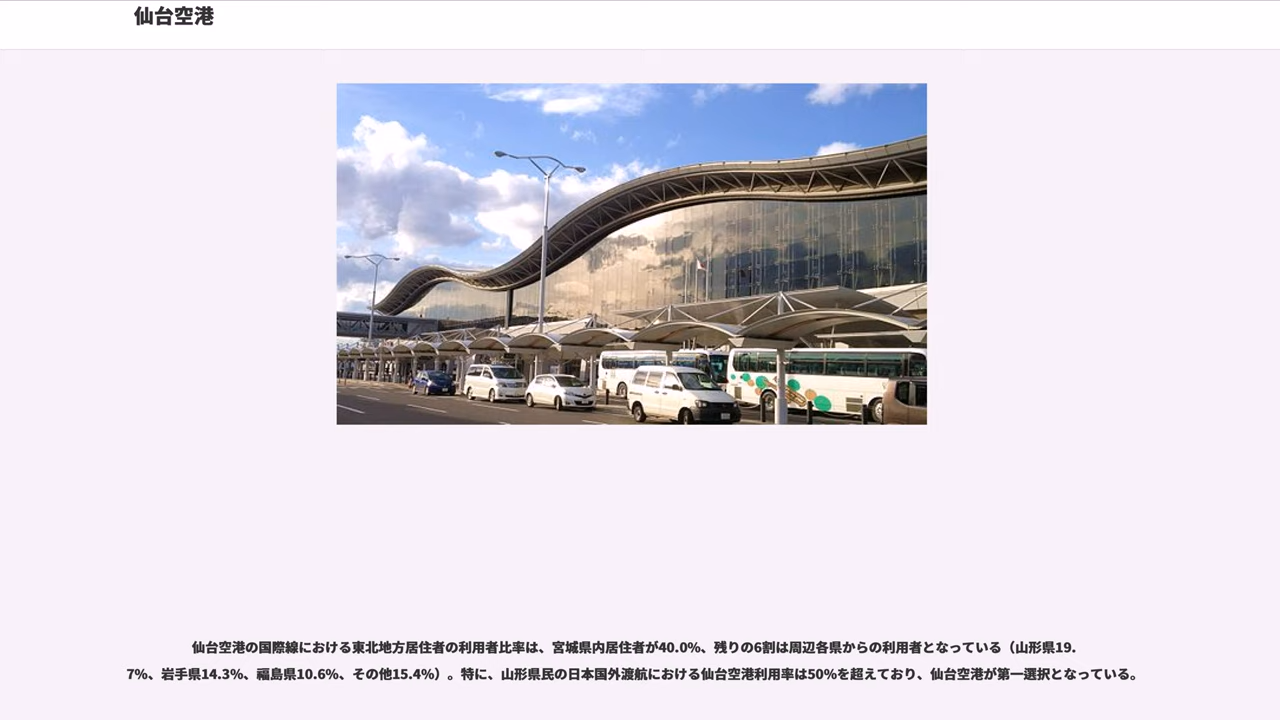 仙台空港
仙台空港の国際線における東北地方居住者の利用者比率は、宮城県内居住者が40.0%、残りの6割は周辺各県からの利用者となっている（山形県19.
7%、岩手県14.3%、福島県10.6%、その他15.4%）。特に、山形県民の日本国外渡航における仙台空港利用率は50%を超えており、仙台空港が第一選択となっている。